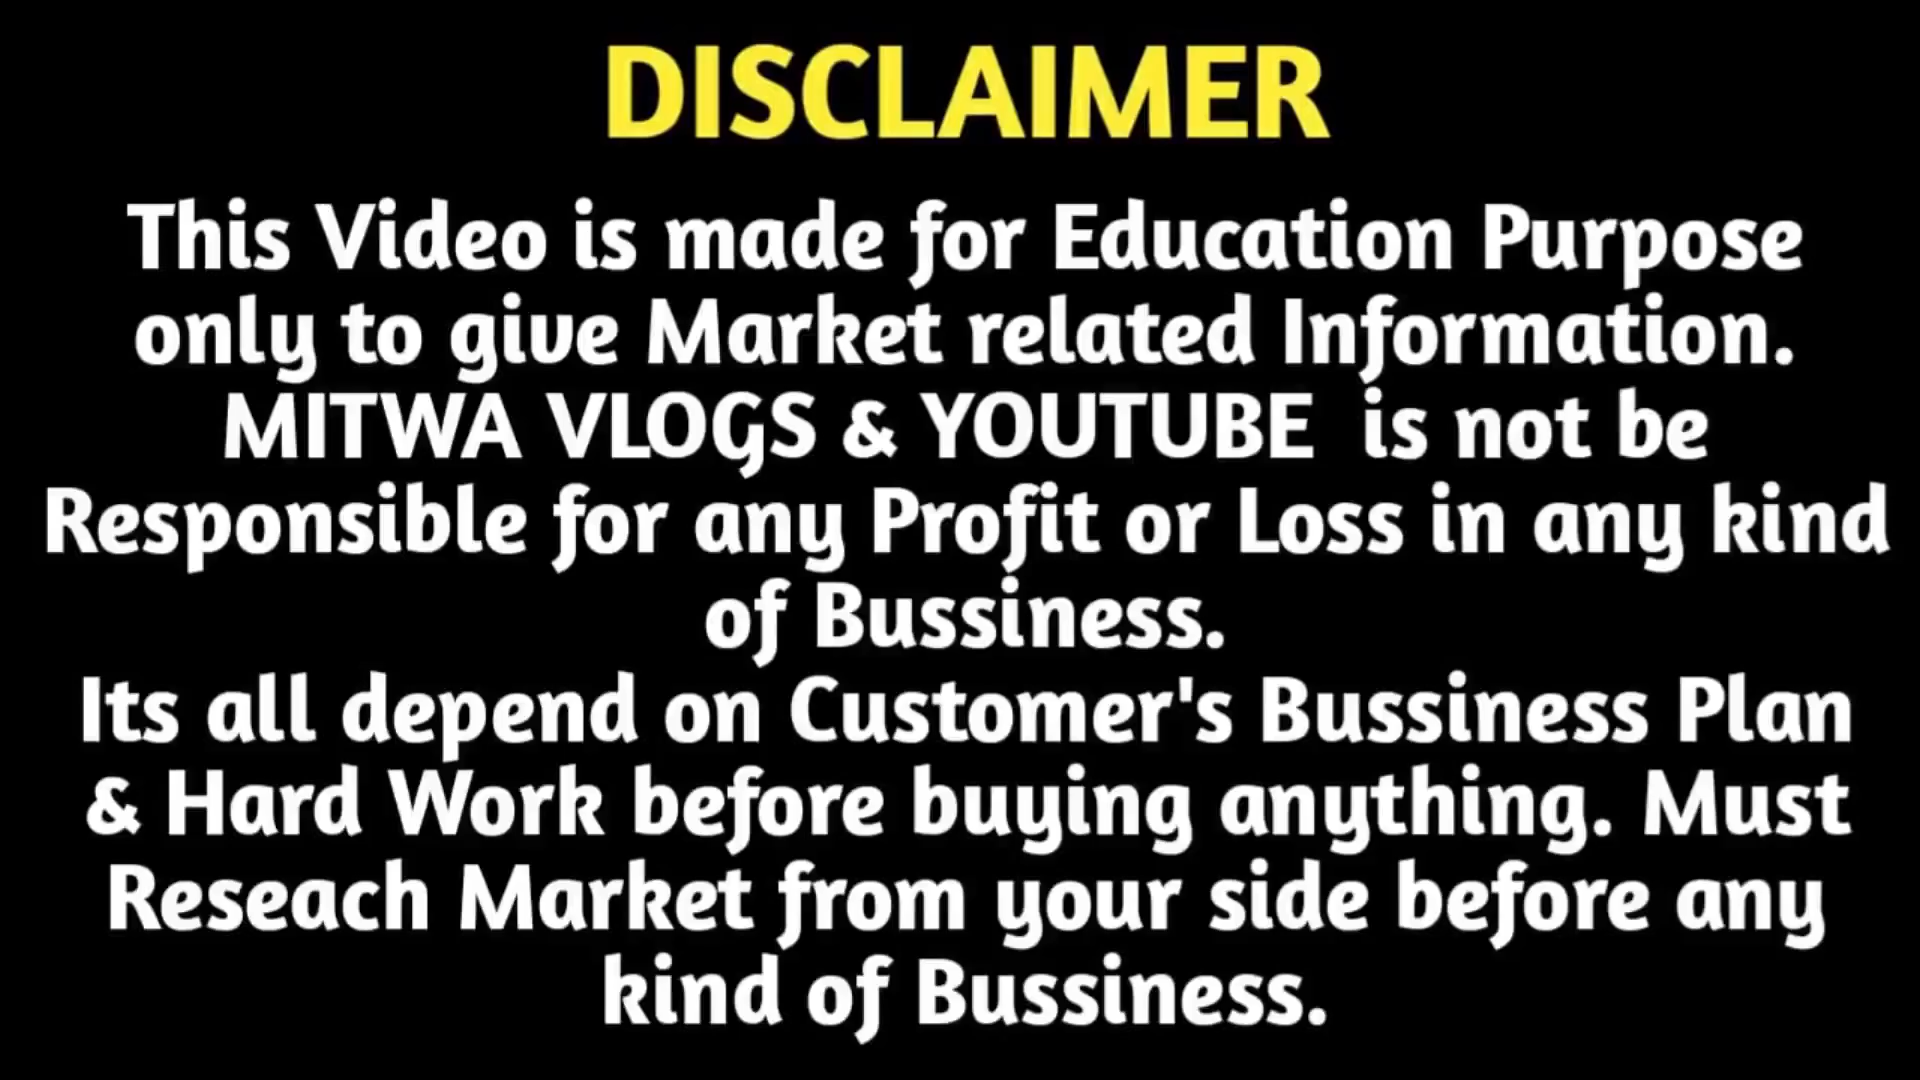 DISCLAIMER
This Video is made for Education Purpose
only to give Market related Information.
MITWA VLOGS & YOUTUBE is not be
Responsible for any Profit or Loss in any kind
of Bussiness.
Its all depend on Customer's Bussiness Plan
& Hard Work before buying anything. Must
Reseach Market from your side before any
kind of Bussiness.